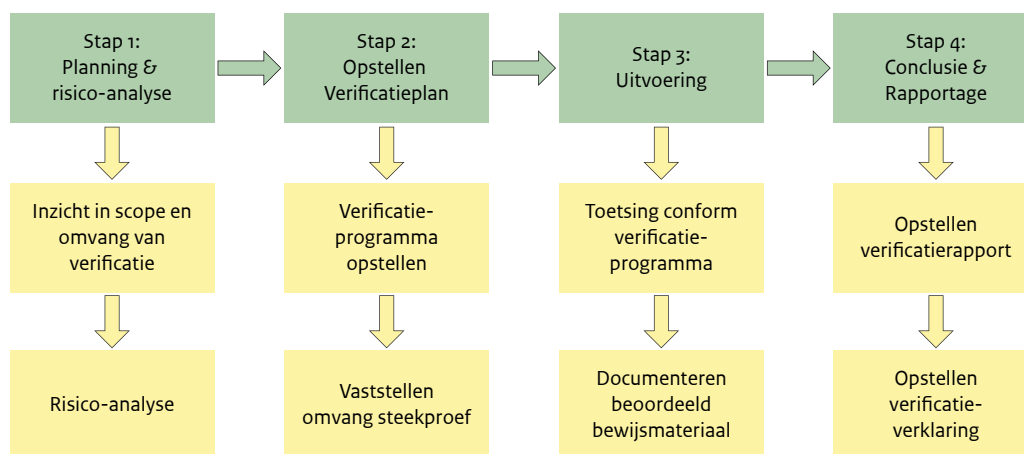 Stap 1:
Planning &
risico-analyse
Stap 2:
Opstellen
Verificatieplan
Stap 3:
Uitvoering
Stap 4:
Conclusie &
Rapportage
Inzicht in scope en
omvang van
verificatie
Verificatie-
programma
opstellen
Toetsing conform
verificatie-
programma
Opstellen
verificatierapport
Risico-analyse
Vaststellen
omvang steekproef
Documenteren
beoordeeld
bewijsmateriaal
Opstellen
verificatie-
verklaring